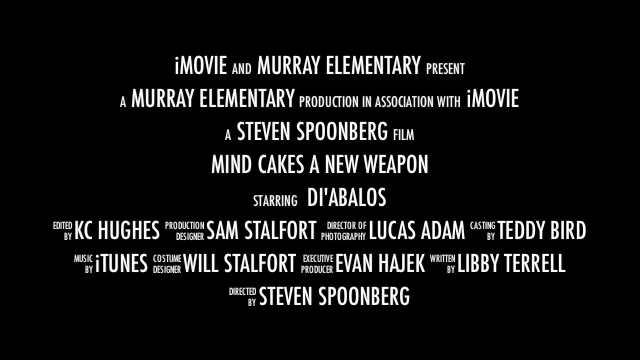 iMOVIE AND MURRAY ELEMENTARY PRESENT
A MURRAY ELEMENTARY PRODUCTION IN ASSOCIATION WITH iMOVIE
A STEVEN SPOONBERG FILM
MIND CAKES A NEW WEAPON
STARRING DI'ABALOS
EDITED BY KC HUGHES PRODUCTION DESIGNER SAM STALFORT DIRECTOR OF PHOTOGRAPHY LUCAS ADAM CASTING BY TEDDY BIRD
MUSIC BY iTUNES COSTUME DESIGNER WILL STALFORT EXECUTIVE PRODUCER EVAN HAJEK WRITTEN BY LIBBY TERRELL
DIRECTED BY STEVEN SPOONBERG